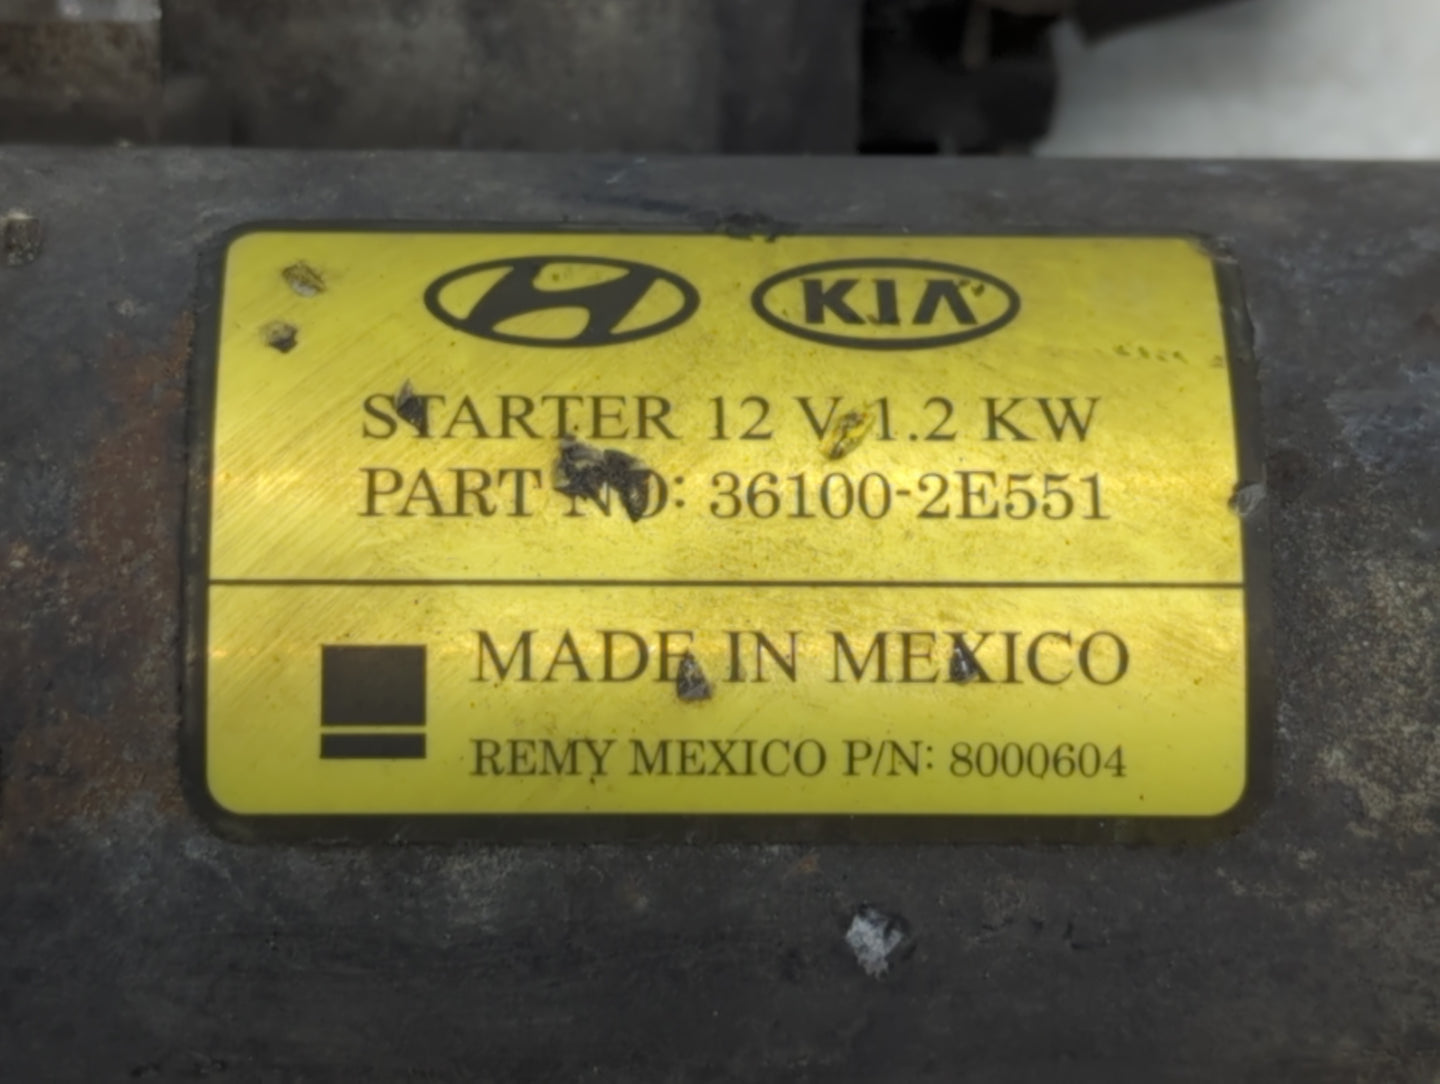 KIA
STARTER 12 V 1.2 KW
PART NO: 36100-2E551
MADE IN MEXICO
REMY MEXICO P/N: 8000604